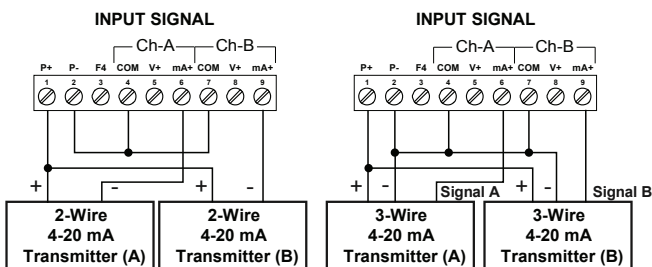 INPUT SIGNAL
Ch-A Ch-B
P+ P- F4 COM V+ mA+ COM V+ mA+
1 2 3 4 5 6 7 8 9
+ - + -
2-Wire
4-20 mA
Transmitter (A)
2-Wire
4-20 mA
Transmitter (B)
INPUT SIGNAL
Ch-A Ch-B
P+ P- F4 COM V+ mA+ COM V+ mA+
1 2 3 4 5 6 7 8 9
+ - Signal A + - Signal B
3-Wire
4-20 mA
Transmitter (A)
3-Wire
4-20 mA
Transmitter (B)